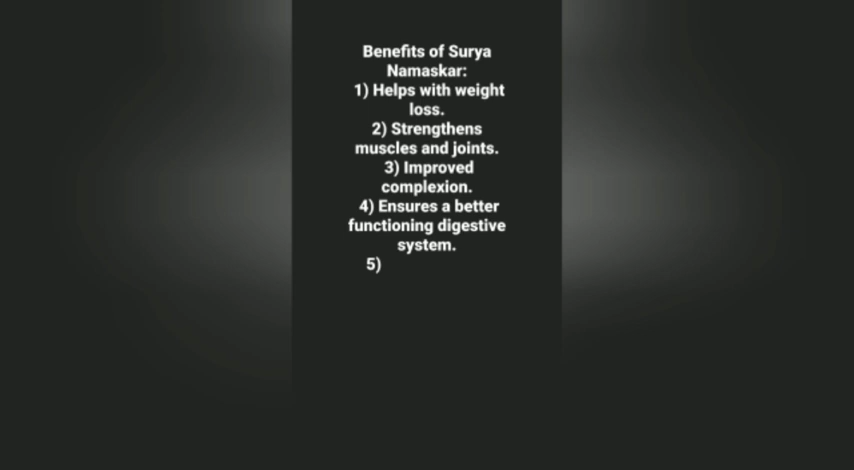 Benefits of Surya
Namaskar:
1) Helps with weight
loss.
2) Strengthens
muscles and joints.
3) Improved
complexion.
4) Ensures a better
functioning digestive
system.
5)